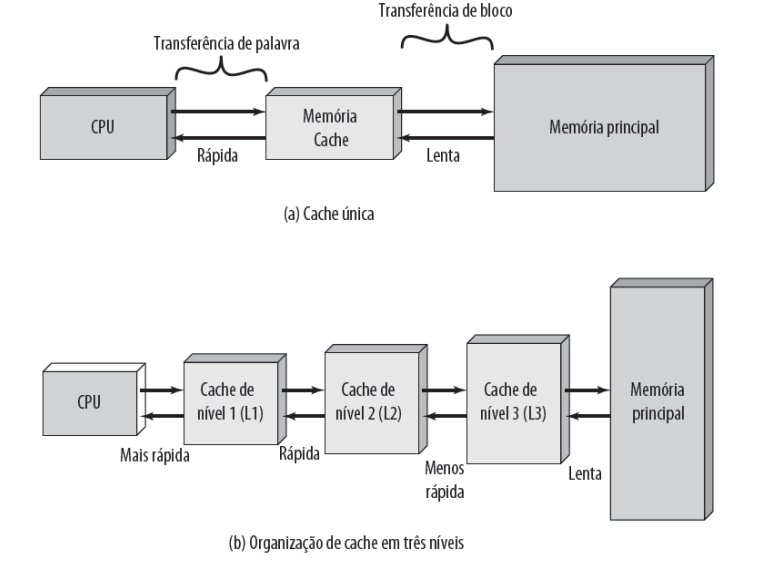 Transferência de bloco
Transferência de palavra
CPU
Memória
Cache
Memória principal
Rápida
Lenta
(a) Cache única
CPU
Cache de
nível 1 (L1)
Cache de
nível 2 (L2)
Cache de
nível 3 (L3)
Memória
principal
Mais rápida
Rápida
Menos
rápida
Lenta
(b) Organização de cache em três níveis